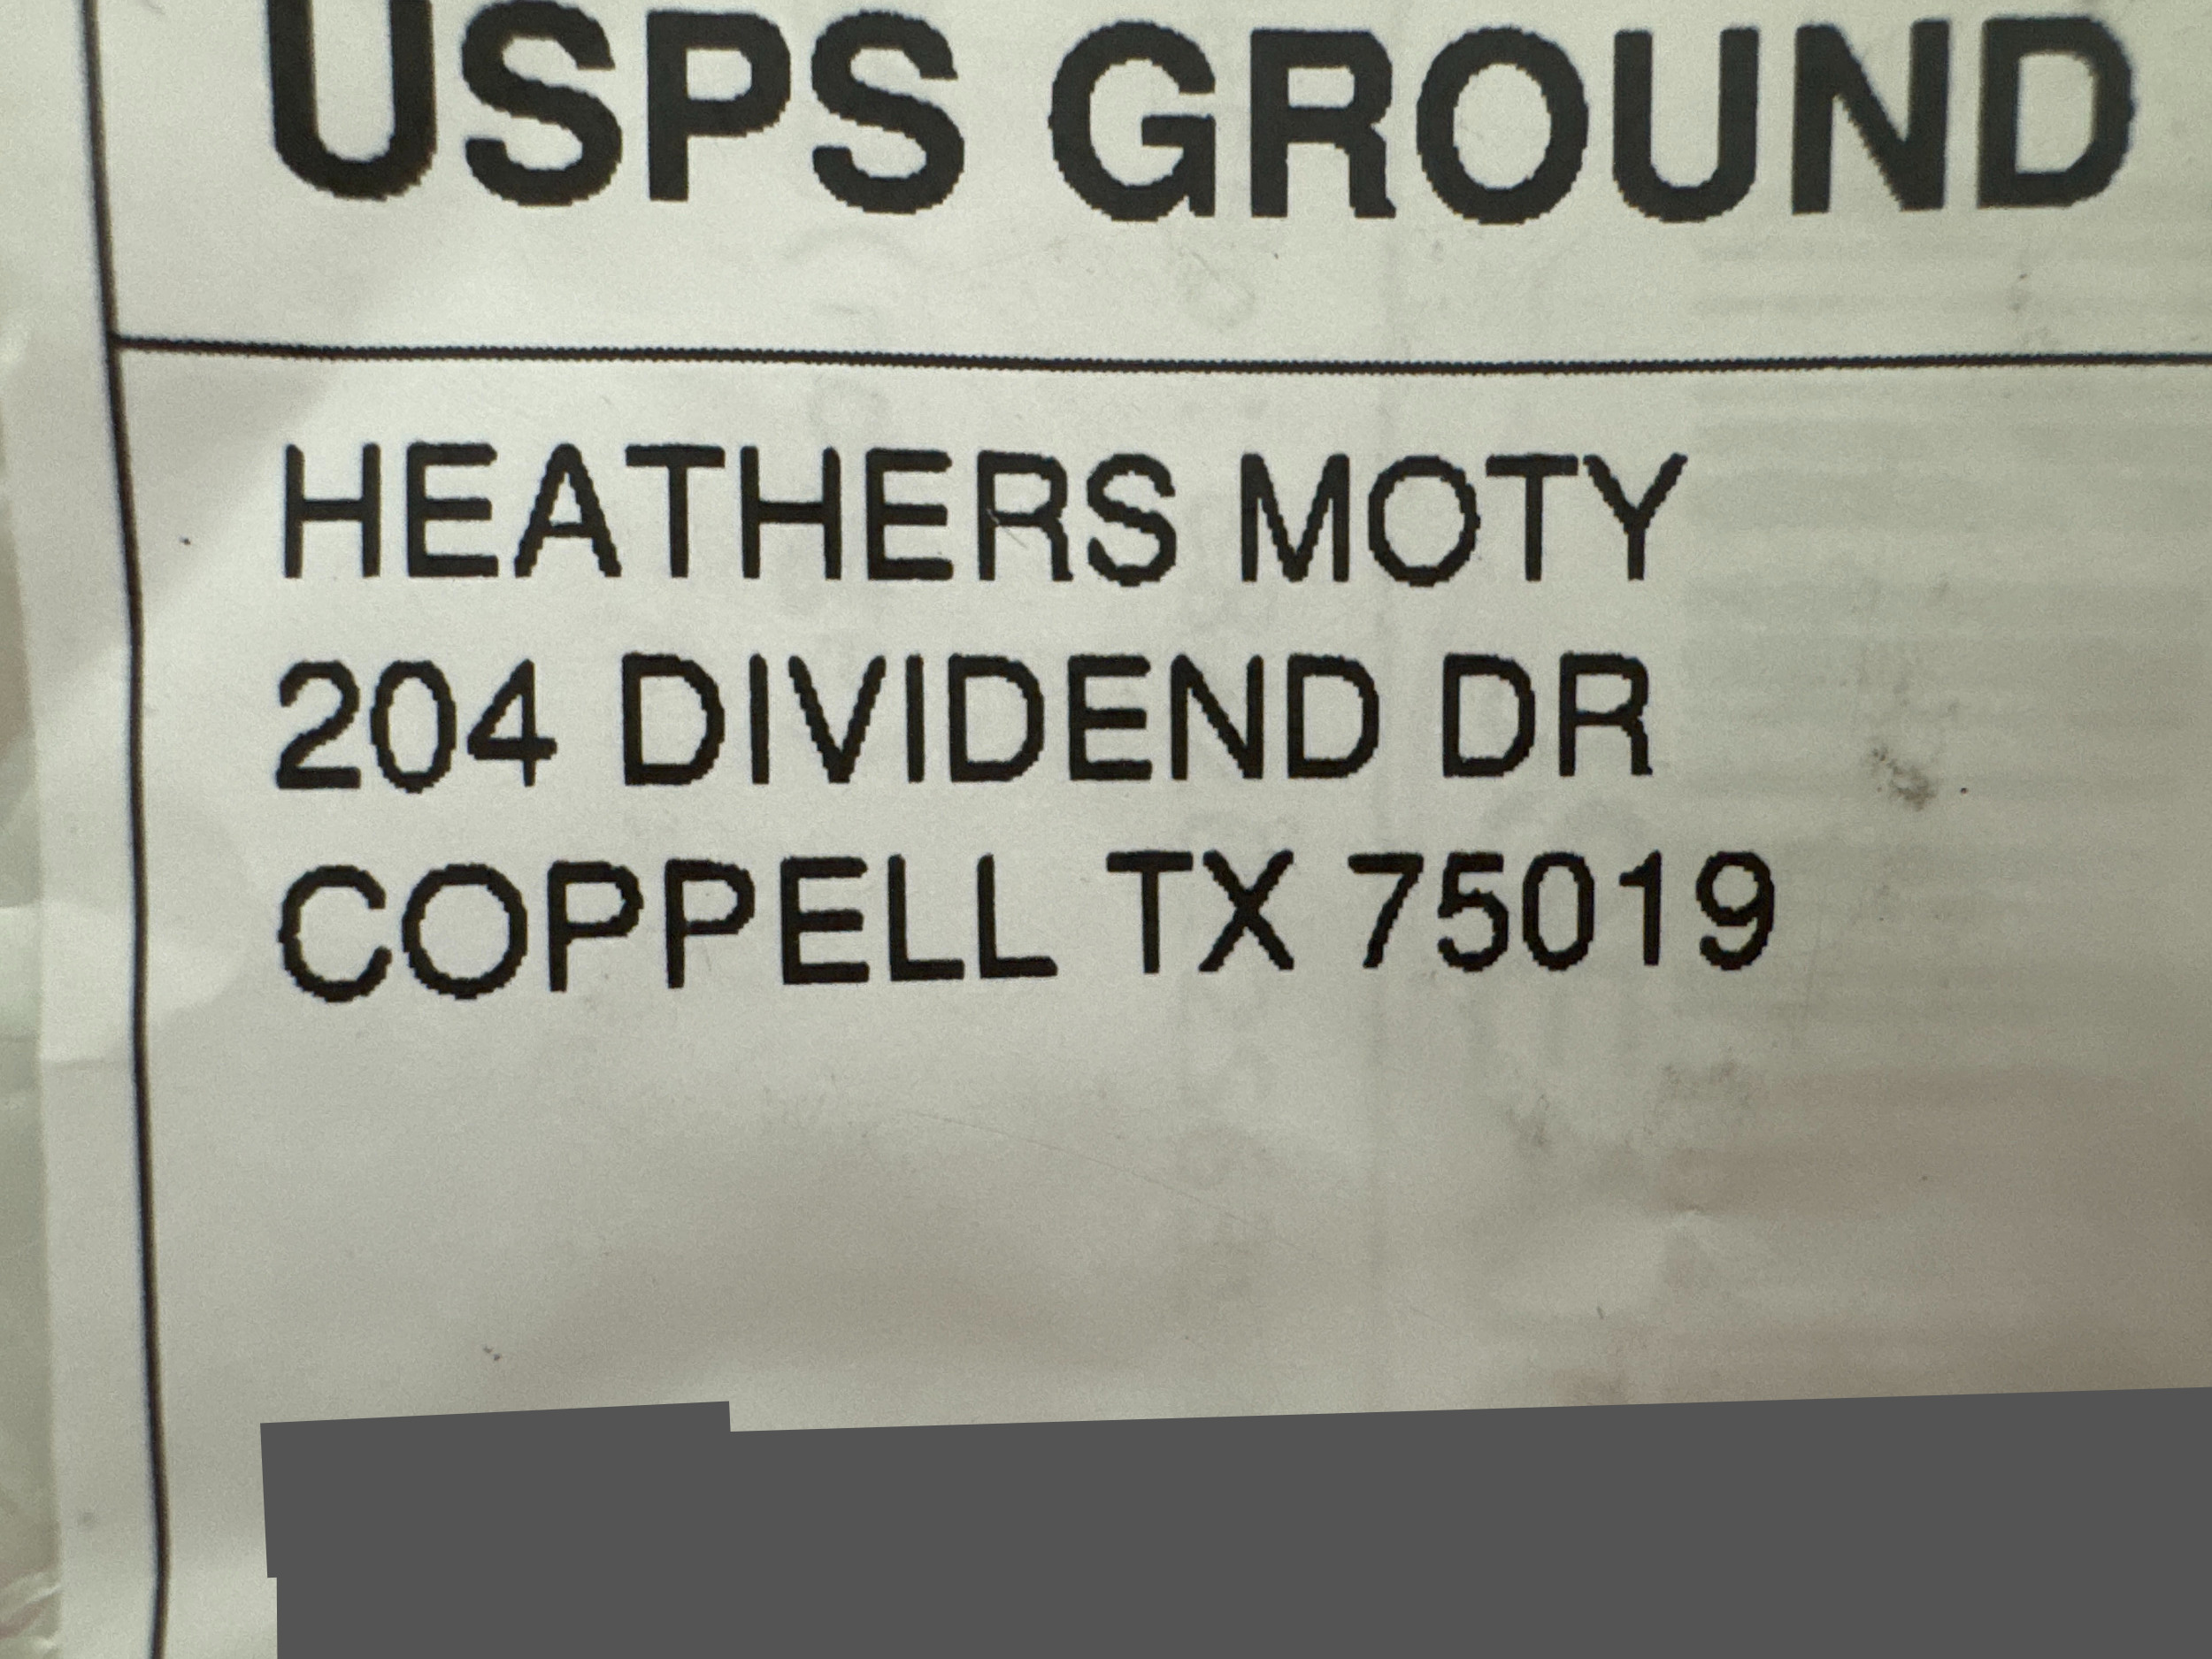 USPS GROUND
HEATHERS MOTY
204 DIVIDEND DR
COPPELL TX 75019